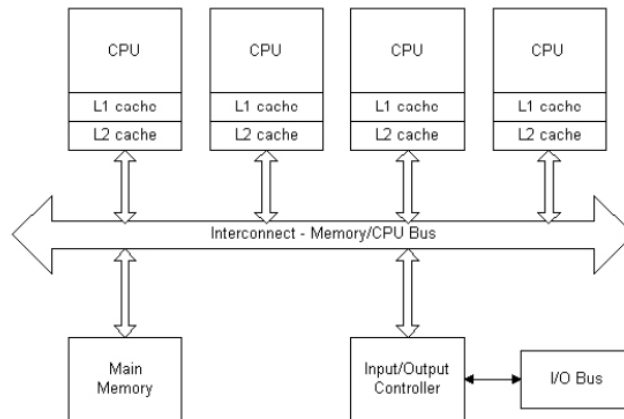 CPU
CPU
CPU
CPU
L1 cache
L1 cache
L1 cache
L1 cache
L2 cache
L2 cache
L2 cache
L2 cache
Interconnect - Memory/CPU Bus
Main
Memory
Input/Output
Controller
I/O Bus